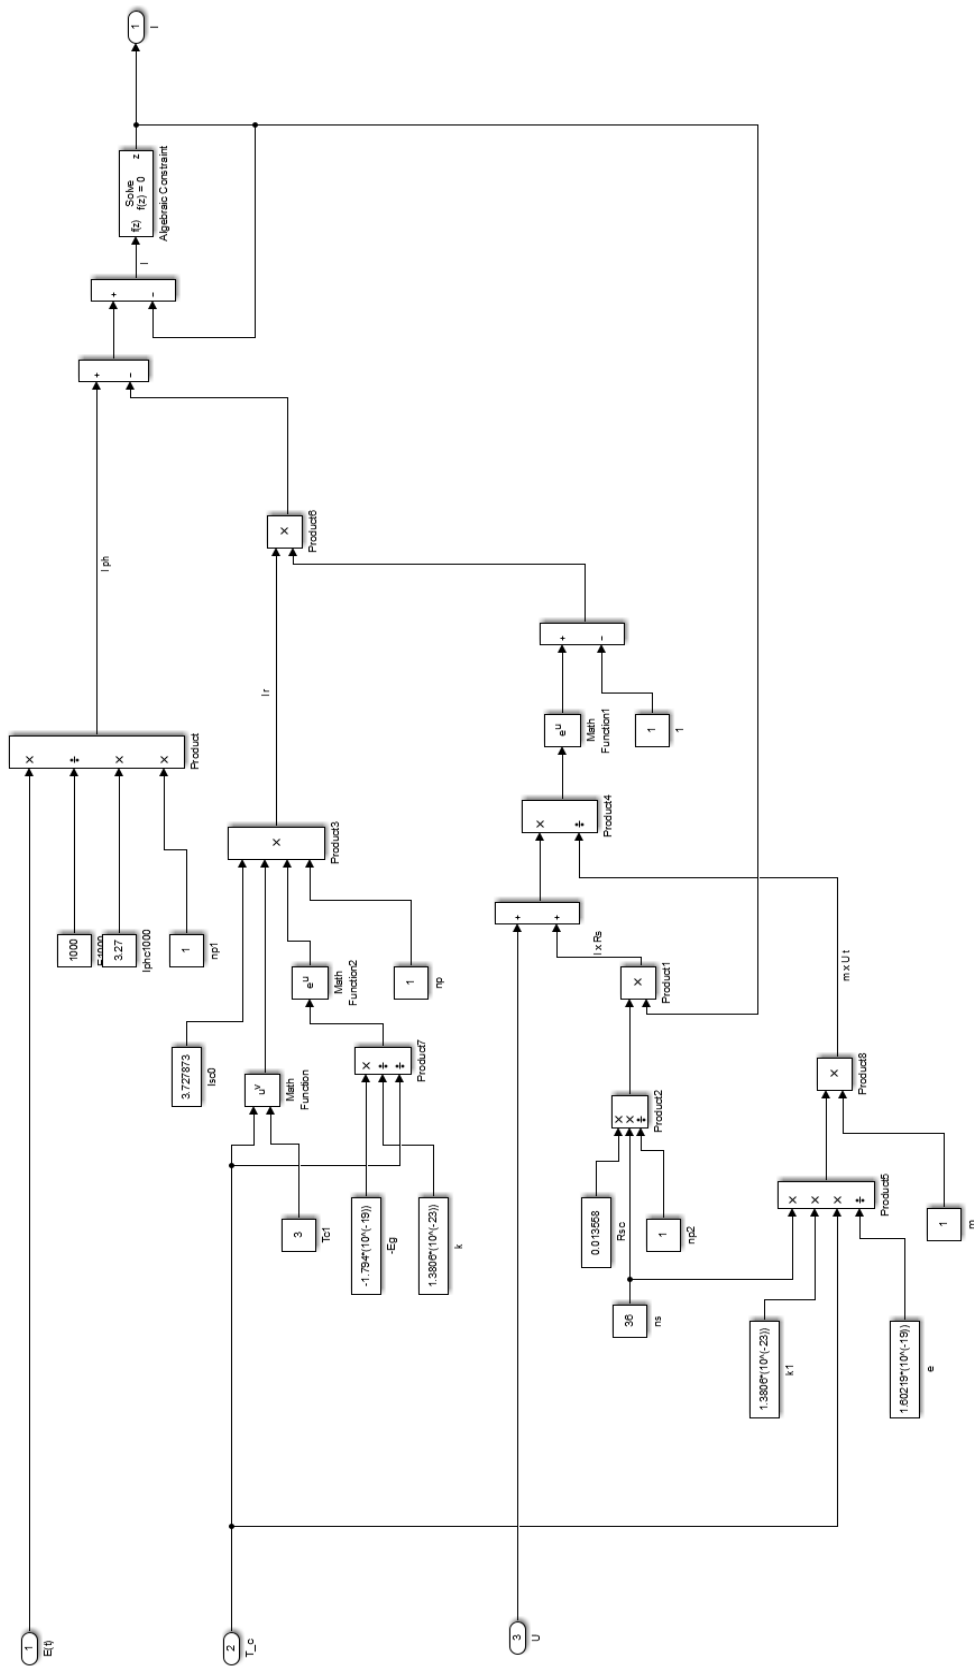 1
E(t)
1000
E1000
3.27
Iphc1000
1
np1
×
÷
×
×
Product
I ph
+
-
+
-
I
f(z)
Solve
f(z) = 0
z
Algebraic Constraint
1
I
2
T_c
3
Tc1
-1.794*(10^(-19))
-Eg
1.3806*(10^(-23))
k
3.727873
Isc0
u^v
Math
Function
×
÷
÷
Product7
e^u
Math
Function2
1
np
×
Product3
I r
×
Product6
3
U
36
ns
0.013558
Rsc
1
np2
×
×
÷
Product2
×
Product1
I x Rs
+
+
×
÷
Product4
e^u
Math
Function1
1
1
+
-
1.3806*(10^(-23))
k1
1.60219*(10^(-19))
e
×
×
×
÷
Product5
1
m
×
Product8
m x U t